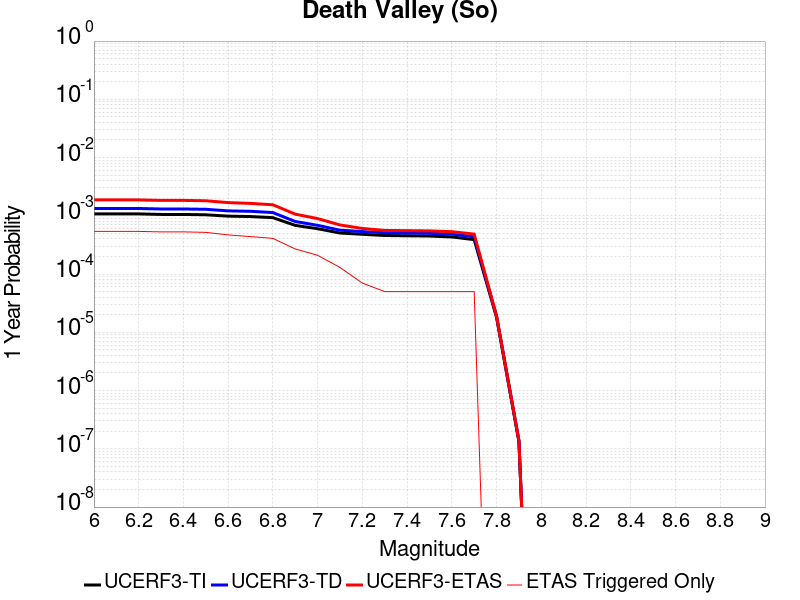 Death Valley (So)
10^0
10^-1
10^-2
10^-3
10^-4
10^-5
10^-6
10^-7
10^-8
1 Year Probability
6 6.2 6.4 6.6 6.8 7 7.2 7.4 7.6 7.8 8 8.2 8.4 8.6 8.8 9
Magnitude
UCERF3-TI UCERF3-TD UCERF3-ETAS ETAS Triggered Only